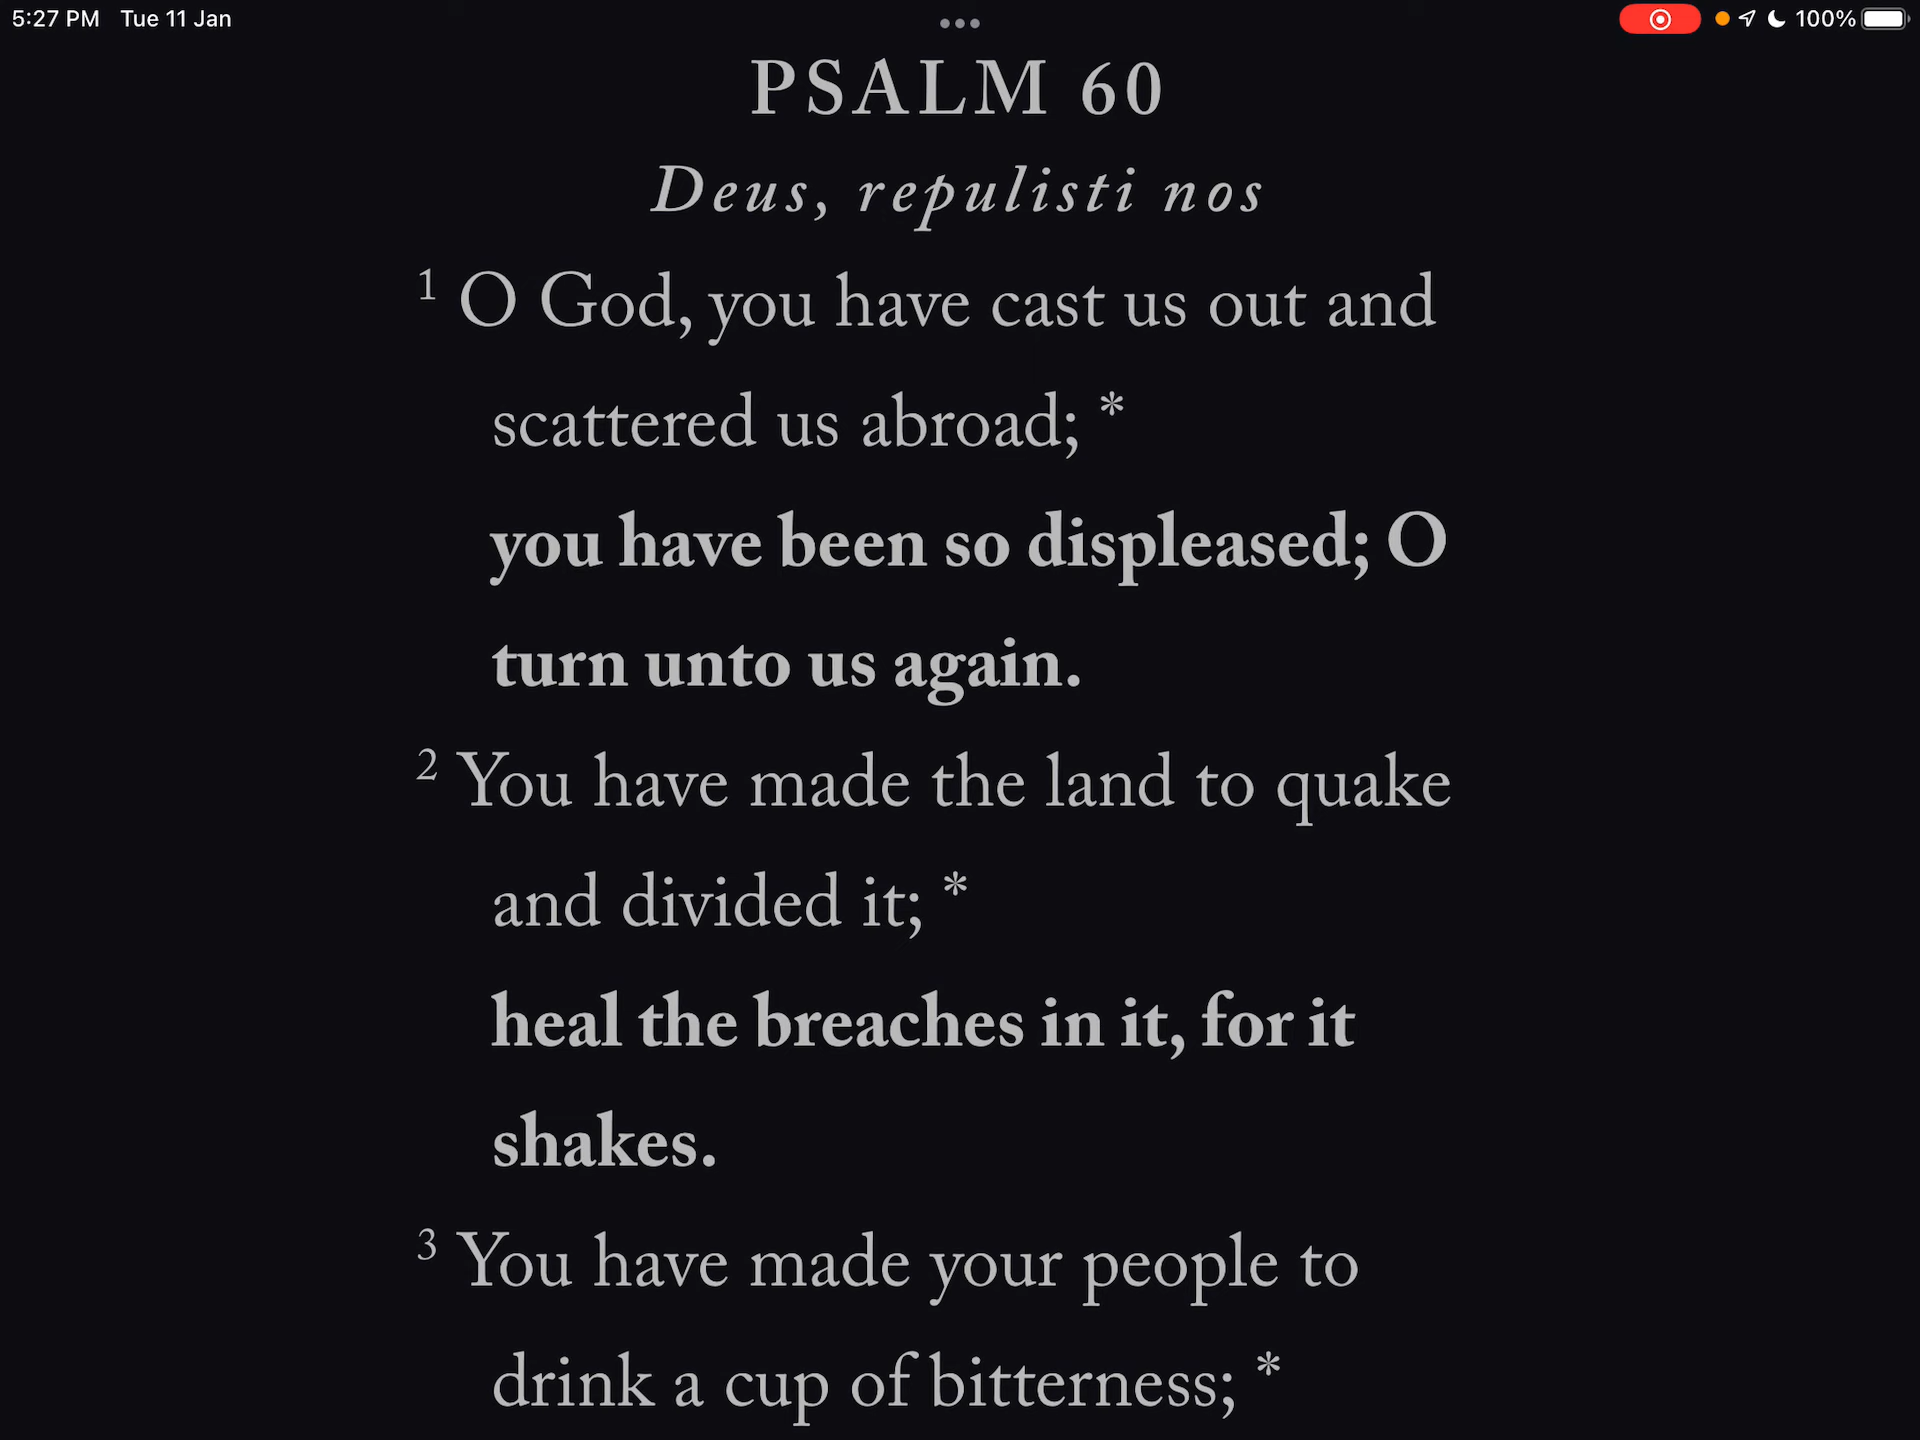 5:27 PM Tue 11 Jan
100%
PSALM 60
Deus, repulisti nos
1 O God, you have cast us out and
scattered us abroad; *
you have been so displeased; O
turn unto us again.
2 You have made the land to quake
and divided it; *
heal the breaches in it, for it
shakes.
3 You have made your people to
drink a cup of bitterness; *